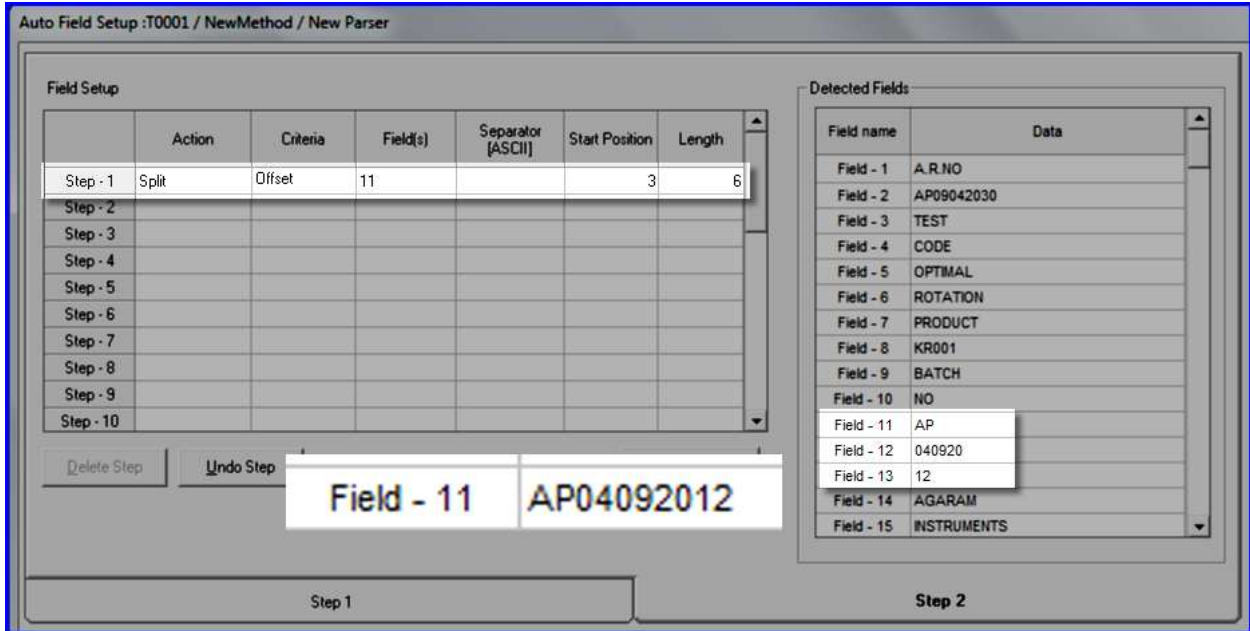 Auto Field Setup :T0001 / NewMethod / New Parser
Field Setup
Action Criteria Field(s) Separator [ASCII] Start Position Length
Step - 1 Split Offset 11 3 6
Step - 2
Step - 3
Step - 4
Step - 5
Step - 6
Step - 7
Step - 8
Step - 9
Step - 10
Delete Step Undo Step
Field - 11 AP04092012
Detected Fields
Field name Data
Field - 1 A.R.NO
Field - 2 AP09042030
Field - 3 TEST
Field - 4 CODE
Field - 5 OPTIMAL
Field - 6 ROTATION
Field - 7 PRODUCT
Field - 8 KR001
Field - 9 BATCH
Field - 10 NO
Field - 11 AP
Field - 12 040920
Field - 13 12
Field - 14 AGARAM
Field - 15 INSTRUMENTS
Step 1 Step 2